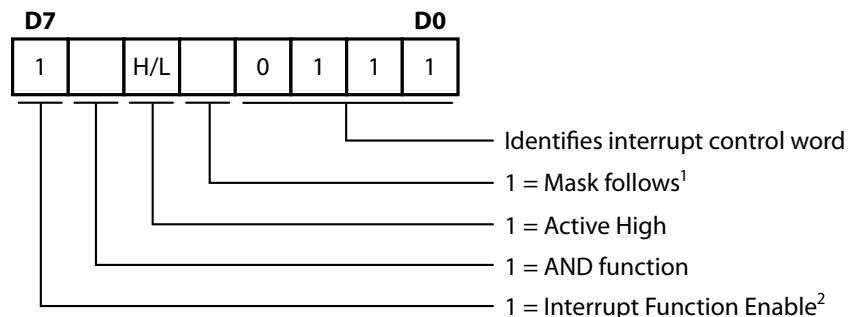 D7 D0
1 H/L 0 1 1 1
Identifies interrupt control word
1 = Mask follows¹
1 = Active High
1 = AND function
1 = Interrupt Function Enable²